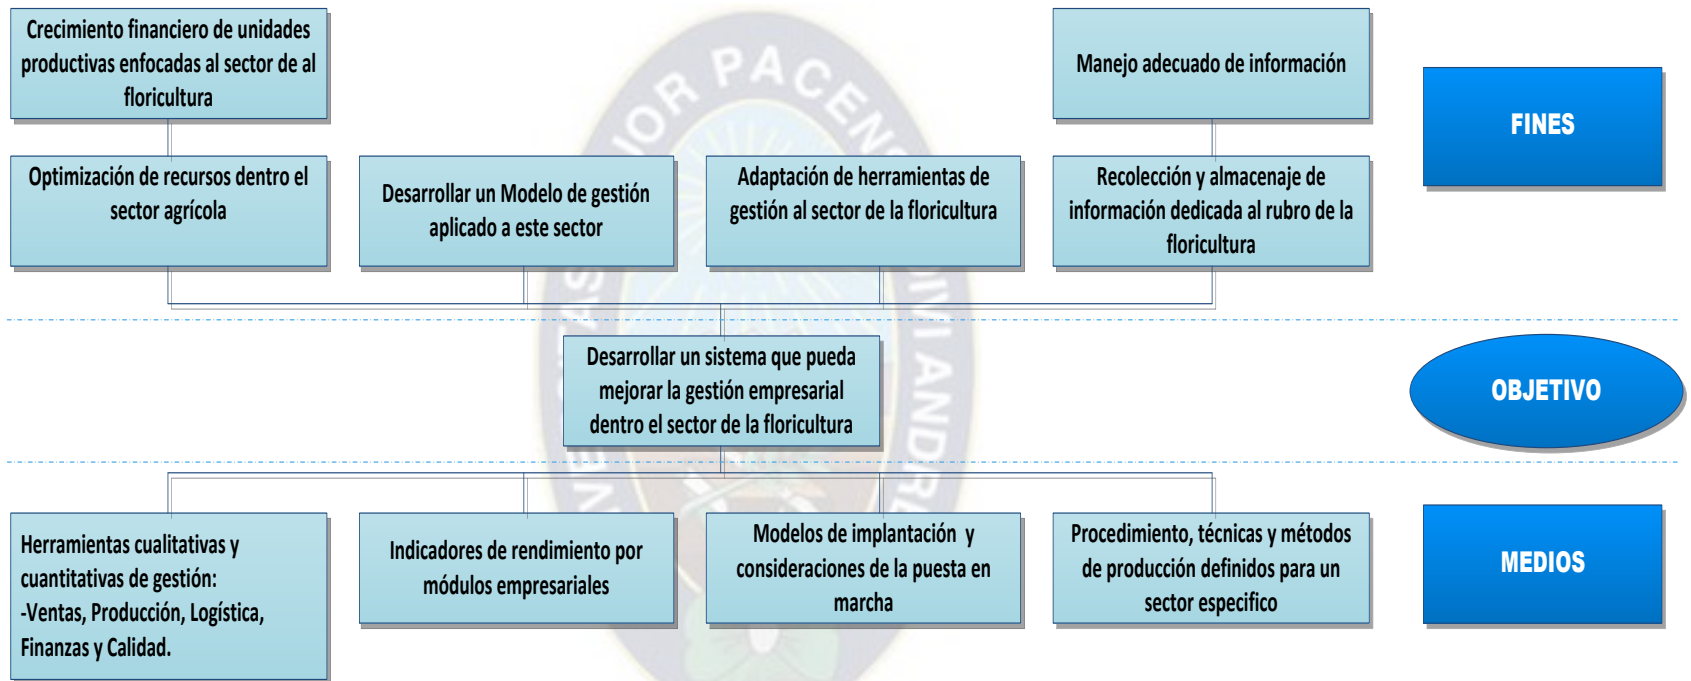 Crecimiento financiero de unidades
productivas enfocadas al sector de al
floricultura
Manejo adecuado de información
FINES
Optimización de recursos dentro el
sector agrícola
Desarrollar un Modelo de gestión
aplicado a este sector
Adaptación de herramientas de
gestión al sector de la floricultura
Recolección y almacenaje de
información dedicada al rubro de la
floricultura
Desarrollar un sistema que pueda
mejorar la gestión empresarial
dentro el sector de la floricultura
OBJETIVO
Herramientas cualitativas y
cuantitativas de gestión:
-Ventas, Producción, Logística,
Finanzas y Calidad.
Indicadores de rendimiento por
módulos empresariales
Modelos de implantación y
consideraciones de la puesta en
marcha
Procedimiento, técnicas y métodos
de producción definidos para un
sector especifico
MEDIOS